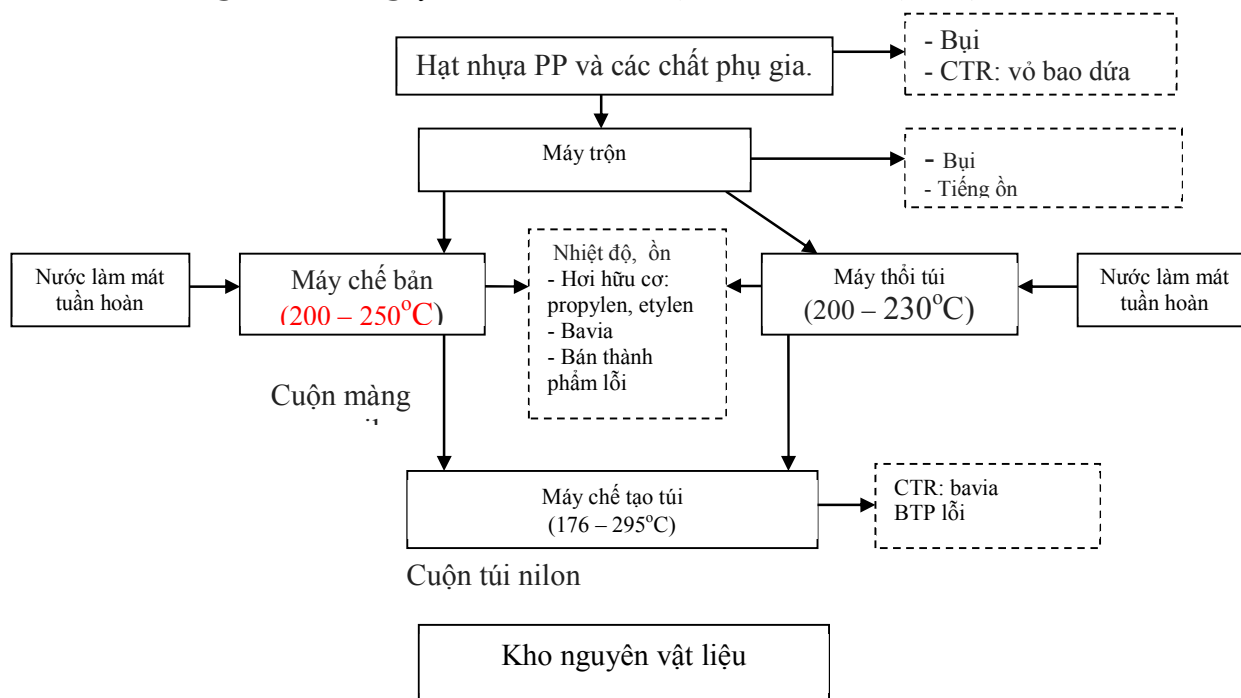 Hạt nhựa PP và các chất phụ gia.
- Bụi
- CTR: vỏ bao dứa
Máy trộn
- Bụi
- Tiếng ồn
Nước làm mát
tuần hoàn
Máy chế bản
(200 – 250°C)
Nhiệt độ, ồn
- Hơi hữu cơ:
propylen, etylen
- Bavia
- Bán thành
phẩm lỗi
Máy thổi túi
(200 – 230°C)
Nước làm mát
tuần hoàn
Cuộn màng
Máy chế tạo túi
(176 – 295°C)
CTR: bavia
BTP lỗi
Cuộn túi nilon
Kho nguyên vật liệu